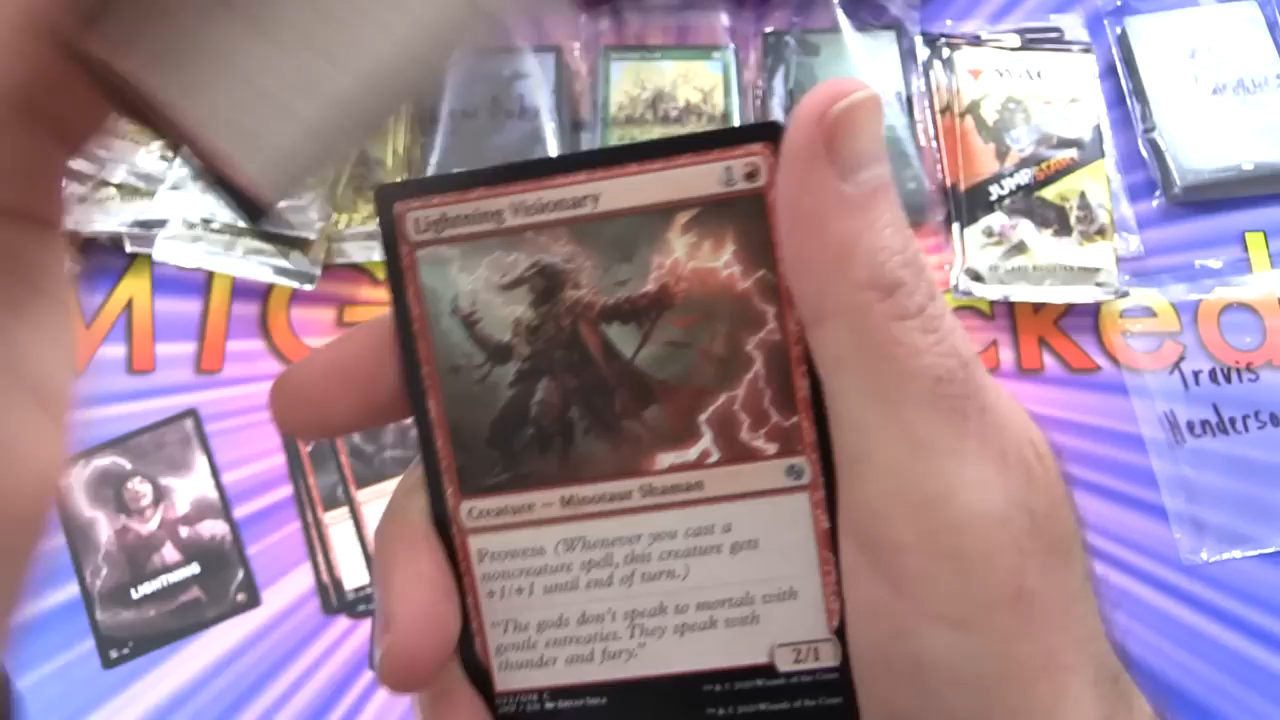 JUMPSTART
Lightning Visionary
1
Creature — Minotaur Shaman
Prowess (Whenever you cast a
noncreature spell, this creature gets
+1/+1 until end of turn.)
"The gods don't speak to mortals with
gentle entreaties. They speak with
thunder and fury."
2/1
MTG
cked
Travis
Henderso
LIGHTNING